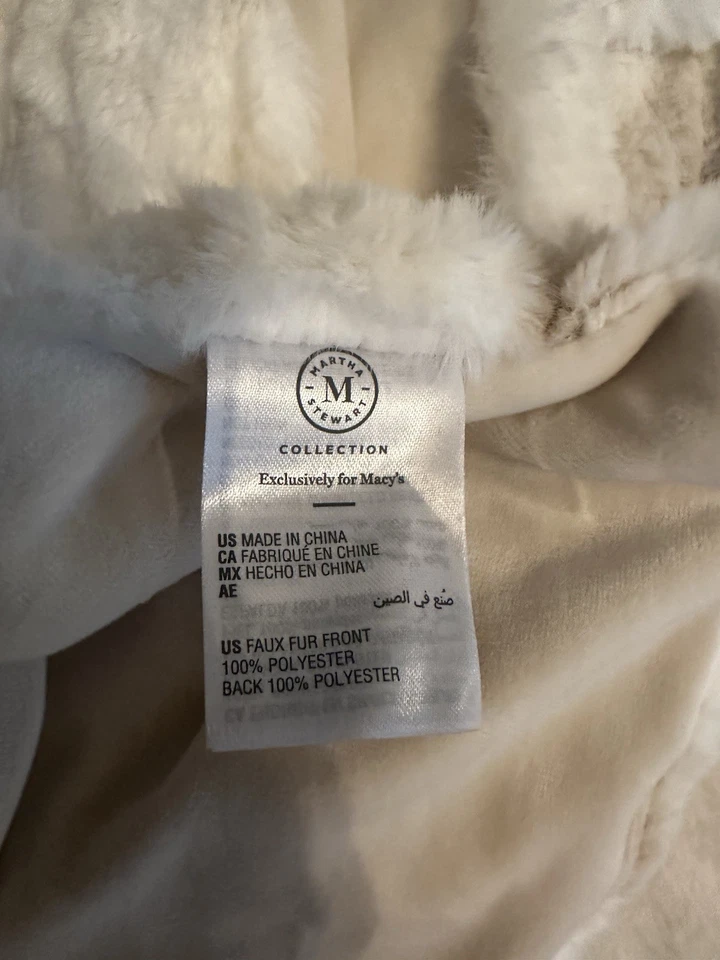 MARTHA
M
STEWART
COLLECTION
Exclusively for Macy's
US MADE IN CHINA
CA FABRIQUÉ EN CHINE
MX HECHO EN CHINA
AE
صُنع في الصين
US FAUX FUR FRONT
100% POLYESTER
BACK 100% POLYESTER